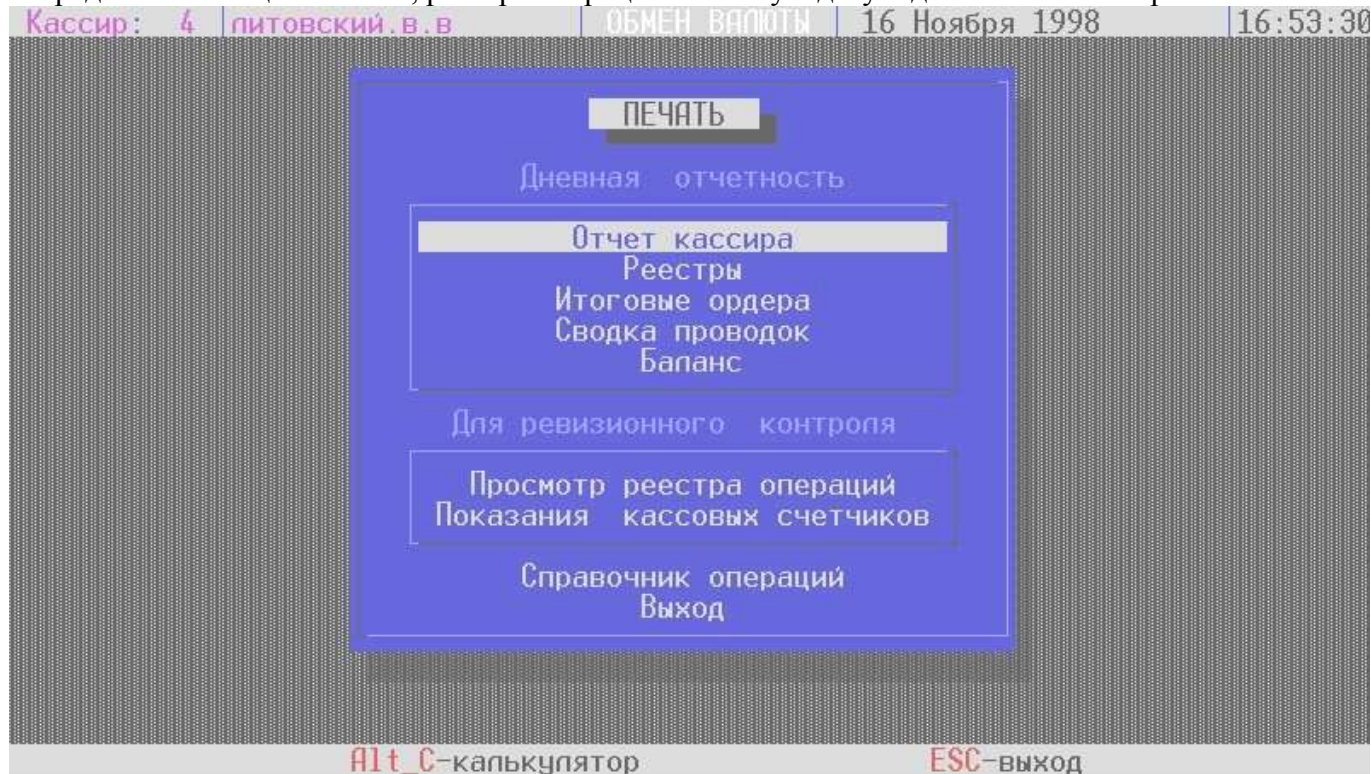 Кассир: 4 литовский.в.в ОБМЕН ВАЛЮТЫ 16 Ноября 1998 16:53:30
ПЕЧАТЬ
Дневная отчетность
Отчет кассира
Реестры
Итоговые ордера
Сводка проводок
Баланс
Для ревизионного контроля
Просмотр реестра операций
Показания кассовых счетчиков
Справочник операций
Выход
Alt_C-калькулятор ESC-выход